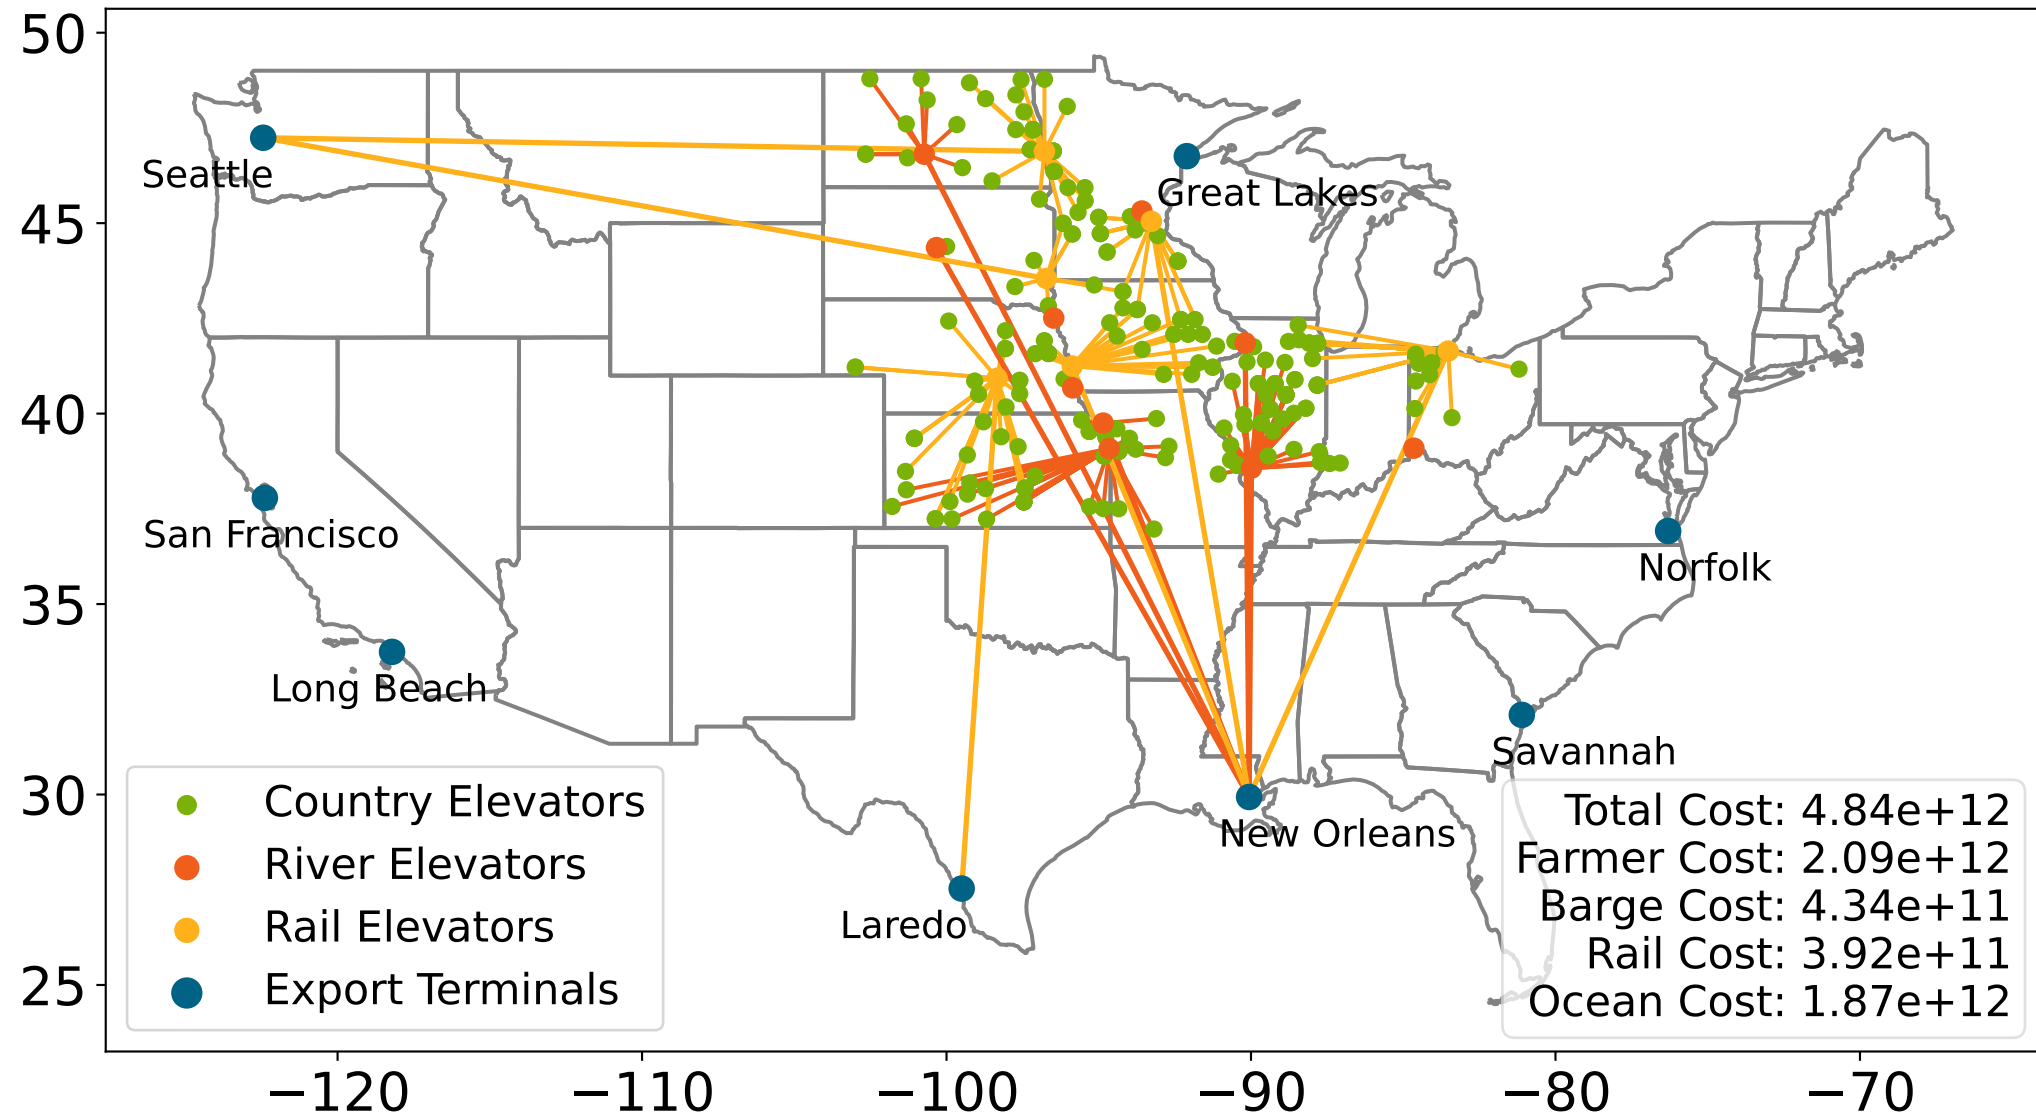 50
45
40
35
30
25
−120
−110
−100
−90
−80
−70
Seattle
Great Lakes
San Francisco
Norfolk
Long Beach
Savannah
New Orleans
Laredo
Country Elevators
River Elevators
Rail Elevators
Export Terminals
Total Cost: 4.84e+12
Farmer Cost: 2.09e+12
Barge Cost: 4.34e+11
Rail Cost: 3.92e+11
Ocean Cost: 1.87e+12